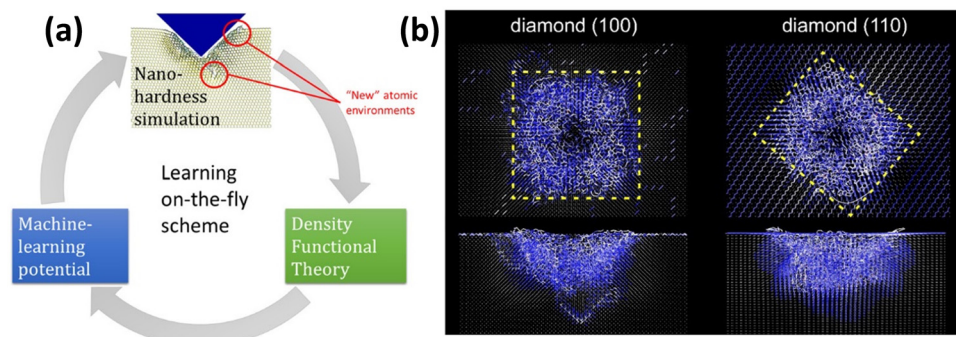 (a)
Nano-
hardness
simulation
"New" atomic
environments
Learning
on-the-fly
scheme
Machine-
learning
potential
Density
Functional
Theory
(b)
diamond (100)
diamond (110)